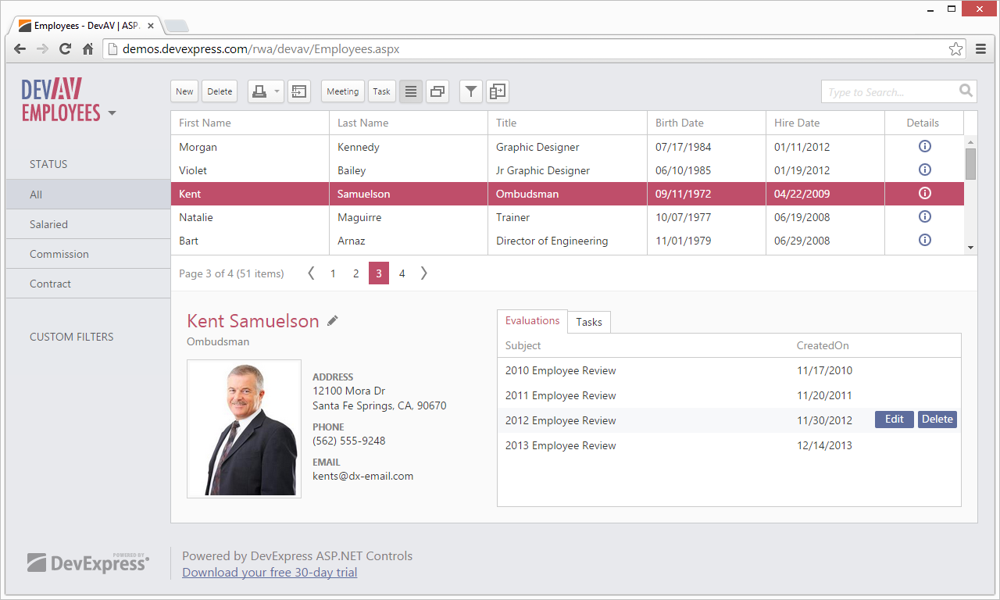 Employees - DevAV | ASP.
demos.devexpress.com/rwa/devav/Employees.aspx
DEVAV
EMPLOYEES
New Delete Meeting Task Type to Search...
STATUS
All
Salaried
Commission
Contract
CUSTOM FILTERS
First Name Last Name Title Birth Date Hire Date Details
Morgan Kennedy Graphic Designer 07/17/1984 01/11/2012
Violet Bailey Jr Graphic Designer 06/10/1985 01/19/2012
Kent Samuelson Ombudsman 09/11/1972 04/22/2009
Natalie Maguirre Trainer 10/07/1977 06/19/2008
Bart Arnaz Director of Engineering 11/01/1979 06/29/2008
Page 3 of 4 (51 items) 1 2 3 4
Kent Samuelson
Ombudsman
ADDRESS
12100 Mora Dr
Santa Fe Springs, CA, 90670
PHONE
(562) 555-9248
EMAIL
kents@dx-email.com
Evaluations Tasks
Subject CreatedOn
2010 Employee Review 11/17/2010
2011 Employee Review 11/20/2011
2012 Employee Review 11/30/2012 Edit Delete
2013 Employee Review 12/14/2013
POWERED BY
DevExpress
Powered by DevExpress ASP.NET Controls
Download your free 30-day trial